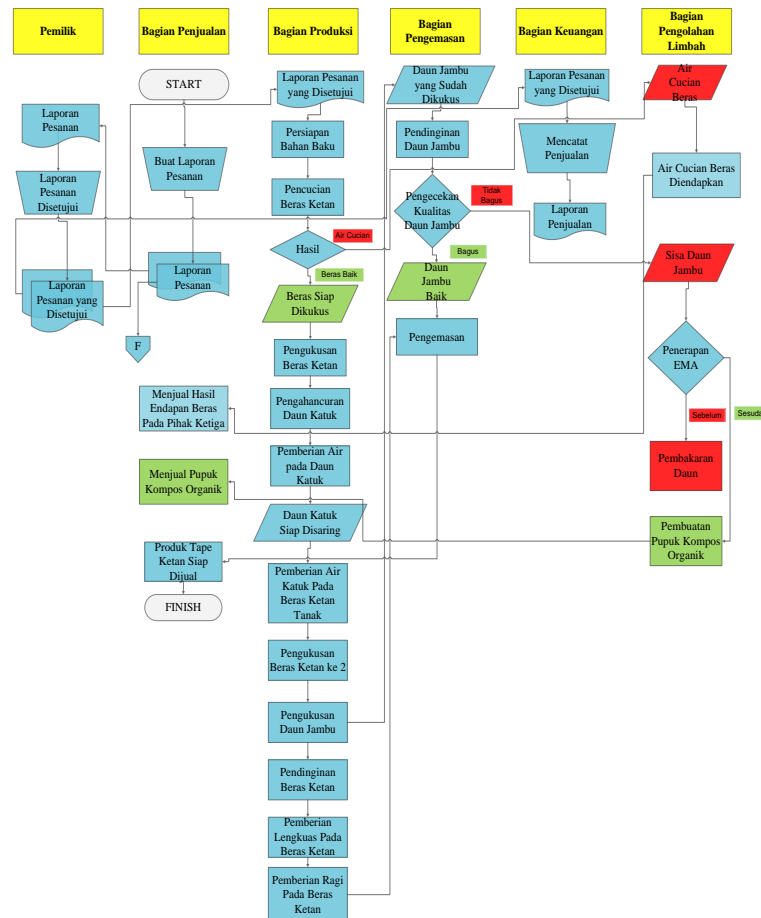 Pemilik
Bagian Penjualan
Bagian Produksi
Bagian
Pengemasan
Bagian Keuangan
Bagian
Pengolahan
Limbah
Laporan
Pesanan
Laporan
Pesanan
Disetujui
Laporan
Pesanan yang
Disetujui
START
Buat Laporan
Pesanan
Laporan
Pesanan
F
Menjual Hasil
Endapan Beras
Pada Pihak Ketiga
Menjual Pupuk
Kompos Organik
Produk Tape
Ketan Siap
Dijual
FINISH
Laporan Pesanan
yang Disetujui
Persiapan
Bahan Baku
Pencucian
Beras Ketan
Hasil
Air Cucian
Beras Baik
Beras Siap
Dikukus
Pengukusan
Beras Ketan
Pengahancuran
Daun Katuk
Pemberian Air
pada Daun
Katuk
Daun Katuk
Siap Disaring
Pemberian Air
Katuk Pada
Beras Ketan
Tanak
Pengukusan
Beras Ketan ke 2
Pengukusan
Daun Jambu
Pendinginan
Beras Ketan
Pemberian
Lengkuas Pada
Beras Ketan
Pemberian Ragi
Pada Beras
Ketan
Daun Jambu
yang Sudah
Dikukus
Pendinginan
Daun Jambu
Pengecekan
Kualitas
Daun Jambu
Tidak
Bagus
Bagus
Daun
Jambu
Baik
Pengemasan
Laporan Pesanan
yang Disetujui
Mencatat
Penjualan
Laporan
Penjualan
Air
Cucian
Beras
Air Cucian Beras
Diendapkan
Sisa Daun
Jambu
Penerapan
EMA
Sebelum
Sesuda
Pembakaran
Daun
Pembuatan
Pupuk Kompos
Organik